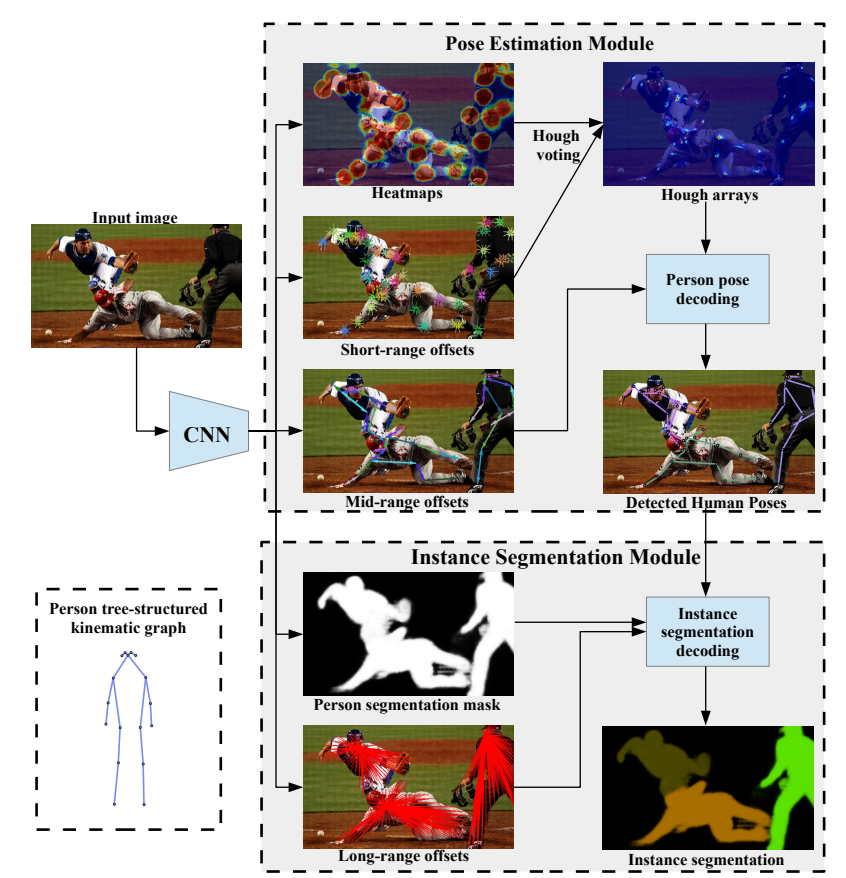 Pose Estimation Module
Heatmaps
Hough
voting
Hough arrays
Input image
Short-range offsets
Person pose
decoding
CNN
Mid-range offsets
Detected Human Poses
Instance Segmentation Module
Person tree-structured
kinematic graph
Person segmentation mask
Instance
segmentation
decoding
Long-range offsets
Instance segmentation